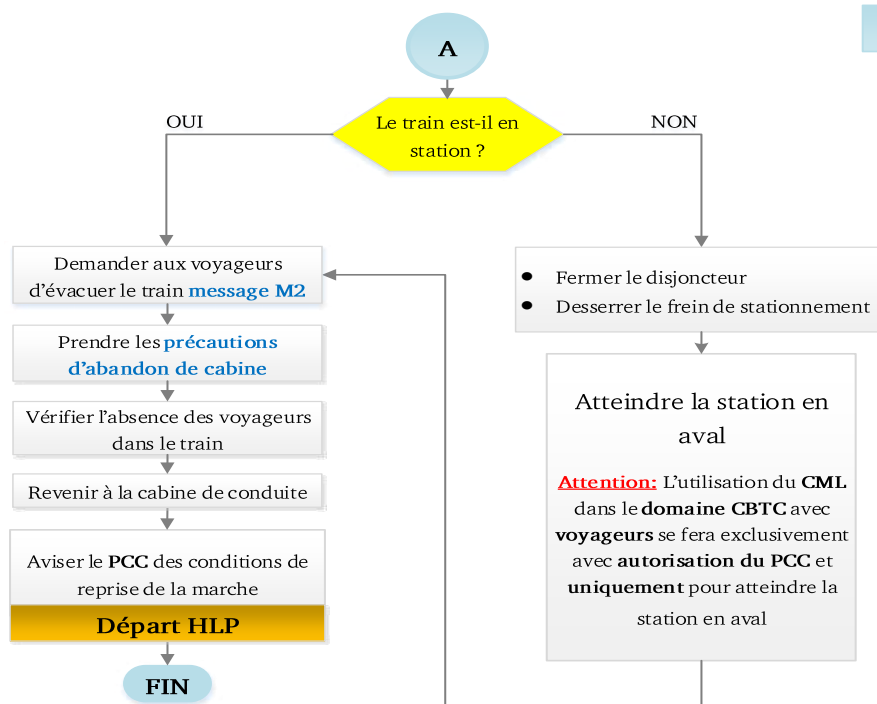 A
Le train est-il en
station ?
OUI
NON
Demander aux voyageurs
d’évacuer le train message M2
Prendre les précautions
d’abandon de cabine
Vérifier l’absence des voyageurs
dans le train
Revenir à la cabine de conduite
Aviser le PCC des conditions de
reprise de la marche
Départ HLP
FIN
● Fermer le disjoncteur
● Desserrer le frein de stationnement
Atteindre la station en
aval
Attention: L’utilisation du CML
dans le domaine CBTC avec
voyageurs se fera exclusivement
avec autorisation du PCC et
uniquement pour atteindre la
station en aval